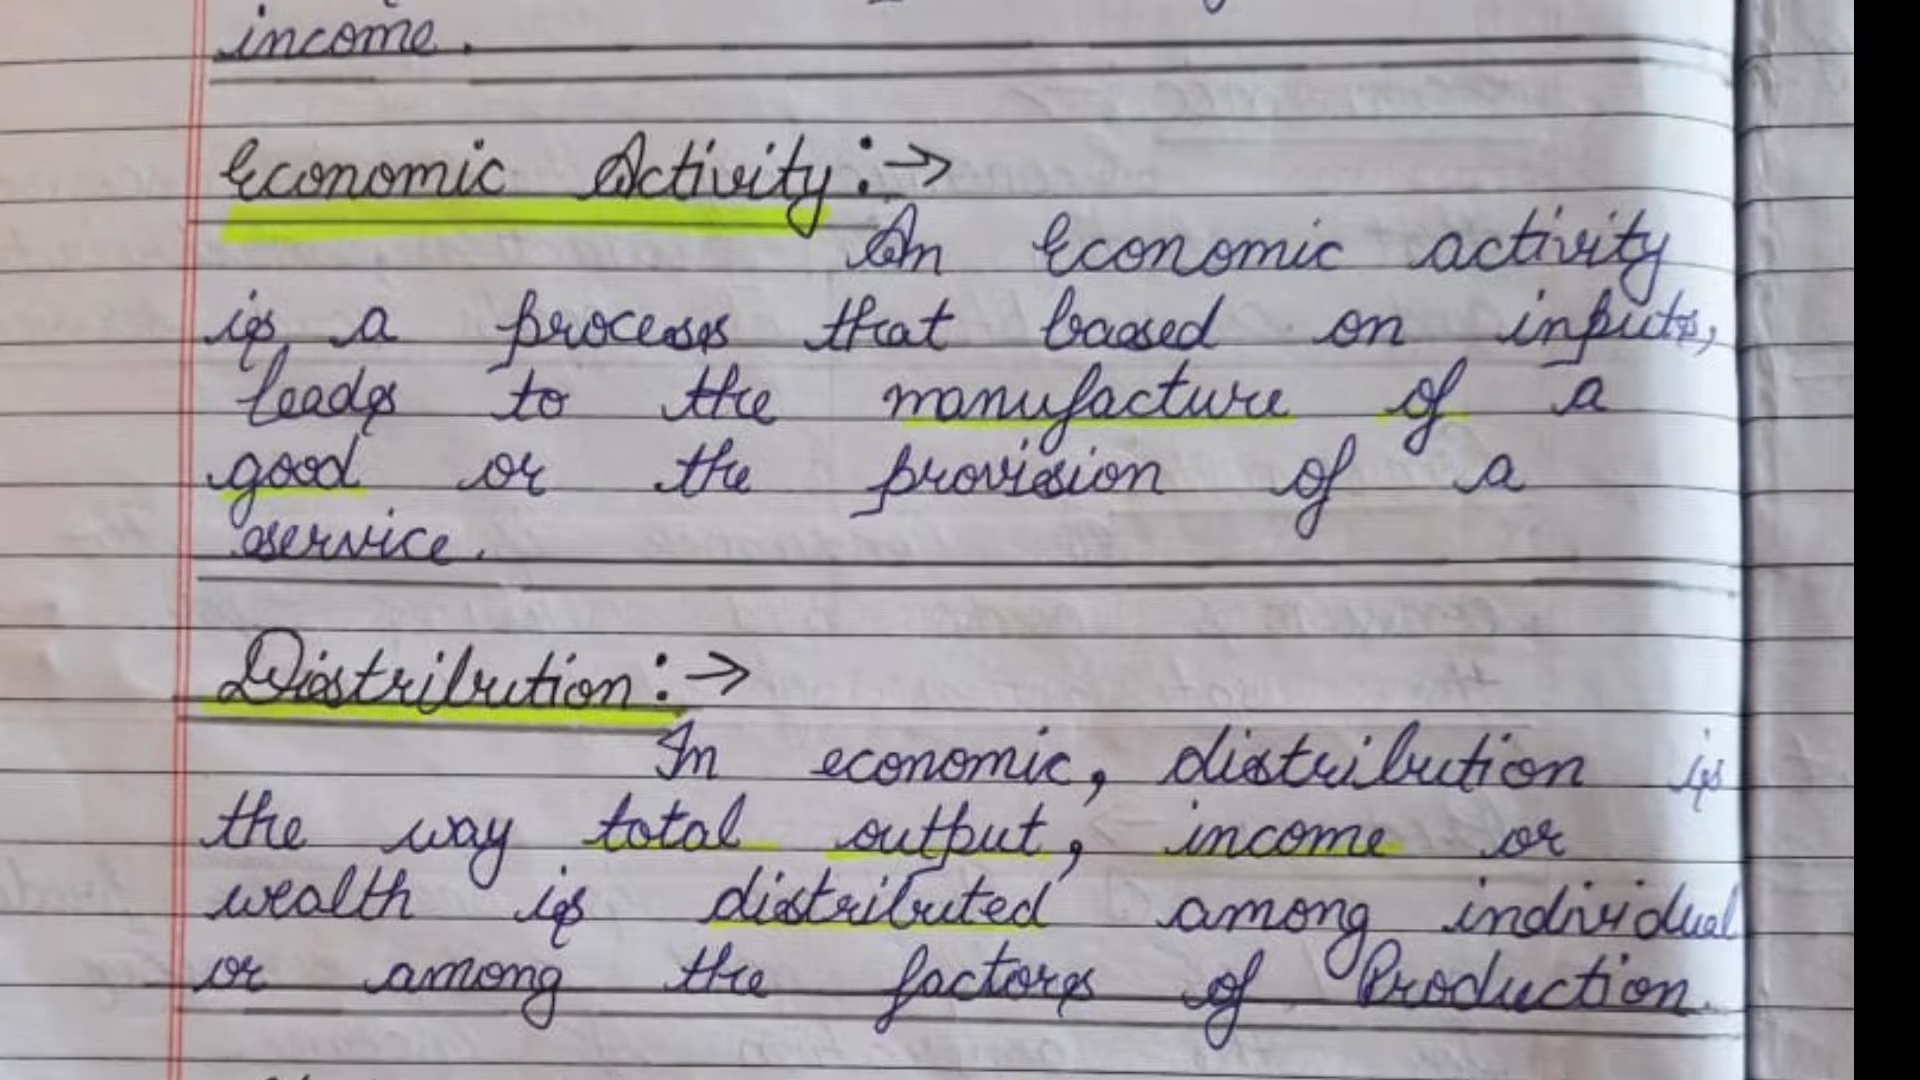 income.
Economic Activity:→
An Economic activity
is a process that based on inputs,
leads to the manufacture of a
good or the provision of a
service.
Distribution:→
In economic, distribution is
the way total output, income or
wealth is distributed among individual
or among the factors of Production.